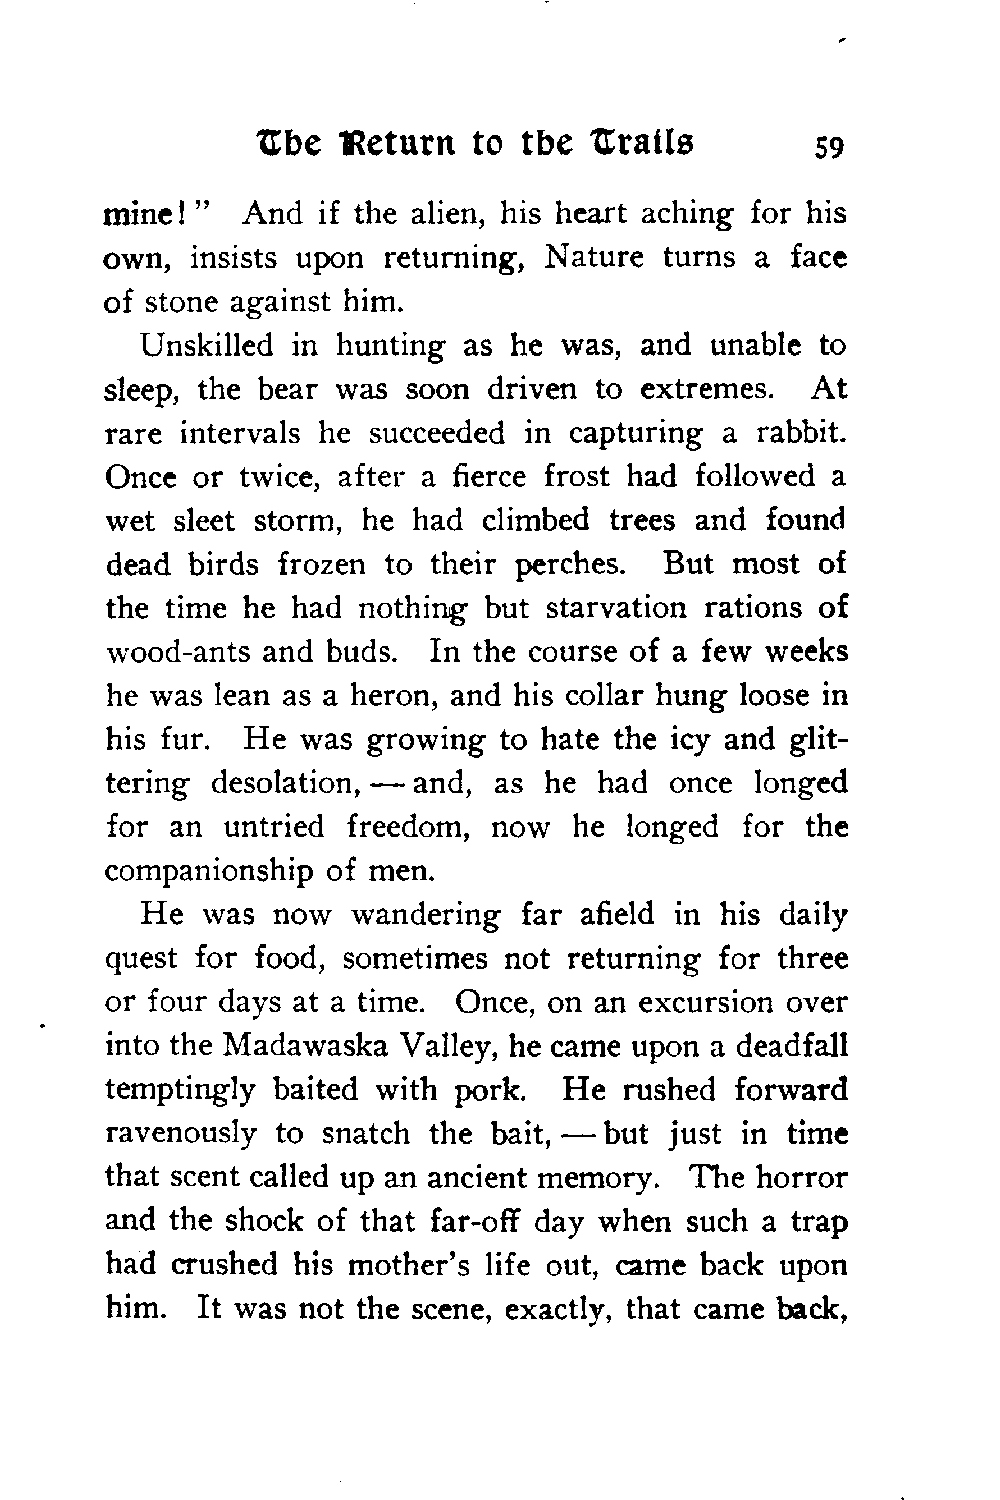 The Return to the Trails 59
mine!" And if the alien, his heart aching for his
own, insists upon returning, Nature turns a face
of stone against him.
Unskilled in hunting as he was, and unable to
sleep, the bear was soon driven to extremes. At
rare intervals he succeeded in capturing a rabbit.
Once or twice, after a fierce frost had followed a
wet sleet storm, he had climbed trees and found
dead birds frozen to their perches. But most of
the time he had nothing but starvation rations of
wood-ants and buds. In the course of a few weeks
he was lean as a heron, and his collar hung loose in
his fur. He was growing to hate the icy and glit-
tering desolation, — and, as he had once longed
for an untried freedom, now he longed for the
companionship of men.
He was now wandering far afield in his daily
quest for food, sometimes not returning for three
or four days at a time. Once, on an excursion over
into the Madawaska Valley, he came upon a deadfall
temptingly baited with pork. He rushed forward
ravenously to snatch the bait, — but just in time
that scent called up an ancient memory. The horror
and the shock of that far-off day when such a trap
had crushed his mother's life out, came back upon
him. It was not the scene, exactly, that came back,